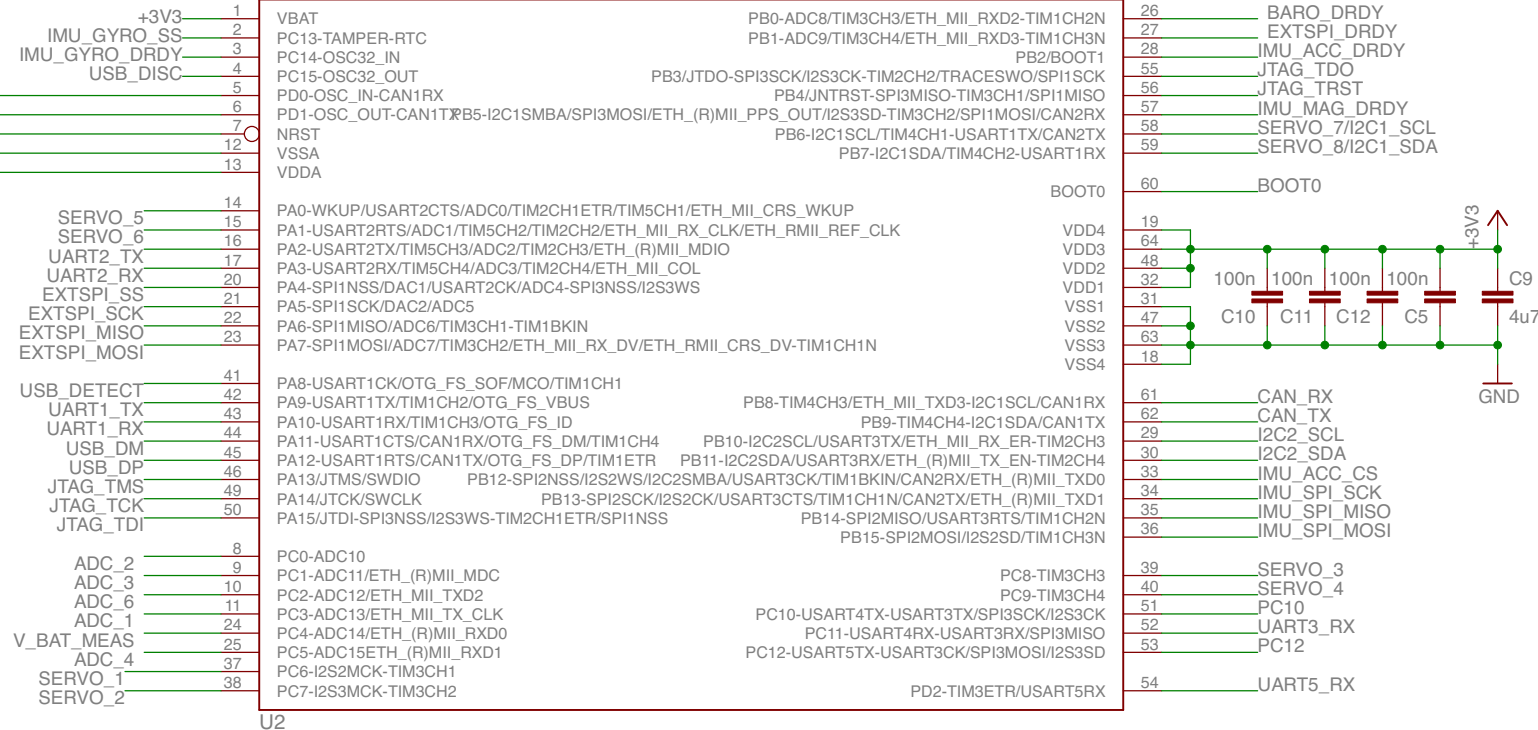 +3V3 1 VBAT
IMU_GYRO_SS 2 PC13-TAMPER-RTC
IMU_GYRO_DRDY 3 PC14-OSC32_IN
USB_DISC 4 PC15-OSC32_OUT
5 PD0-OSC_IN-CAN1RX
6 PD1-OSC_OUT-CAN1TX
7 NRST
12 VSSA
13 VDDA
SERVO_5 14 PA0-WKUP/USART2CTS/ADC0/TIM2CH1ETR/TIM5CH1/ETH_MII_CRS_WKUP
SERVO_6 15 PA1-USART2RTS/ADC1/TIM5CH2/TIM2CH2/ETH_MII_RX_CLK/ETH_RMII_REF_CLK
UART2_TX 16 PA2-USART2TX/TIM5CH3/ADC2/TIM2CH3/ETH_(R)MII_MDIO
UART2_RX 17 PA3-USART2RX/TIM5CH4/ADC3/TIM2CH4/ETH_MII_COL
EXTSPI_SS 20 PA4-SPI1NSS/DAC1/USART2CK/ADC4-SPI3NSS/I2S3WS
EXTSPI_SCK 21 PA5-SPI1SCK/DAC2/ADC5
EXTSPI_MISO 22 PA6-SPI1MISO/ADC6/TIM3CH1-TIM1BKIN
EXTSPI_MOSI 23 PA7-SPI1MOSI/ADC7/TIM3CH2/ETH_MII_RX_DV/ETH_RMII_CRS_DV-TIM1CH1N
USB_DETECT 41 PA8-USART1CK/OTG_FS_SOF/MCO/TIM1CH1
UART1_TX 42 PA9-USART1TX/TIM1CH2/OTG_FS_VBUS
UART1_RX 43 PA10-USART1RX/TIM1CH3/OTG_FS_ID
USB_DM 44 PA11-USART1CTS/CAN1RX/OTG_FS_DM/TIM1CH4
USB_DP 45 PA12-USART1RTS/CAN1TX/OTG_FS_DP/TIM1ETR
JTAG_TMS 46 PA13/JTMS/SWDIO
JTAG_TCK 49 PA14/JTCK/SWCLK
JTAG_TDI 50 PA15/JTDI-SPI3NSS/I2S3WS-TIM2CH1ETR/SPI1NSS
ADC_2 8 PC0-ADC10
ADC_3 9 PC1-ADC11/ETH_(R)MII_MDC
ADC_6 10 PC2-ADC12/ETH_MII_TXD2
ADC_1 11 PC3-ADC13/ETH_MII_TX_CLK
V_BAT_MEAS 24 PC4-ADC14/ETH_(R)MII_RXD0
ADC_4 25 PC5-ADC15ETH_(R)MII_RXD1
SERVO_1 37 PC6-I2S2MCK-TIM3CH1
SERVO_2 38 PC7-I2S3MCK-TIM3CH2
U2
PB0-ADC8/TIM3CH3/ETH_MII_RXD2-TIM1CH2N 26 BARO_DRDY
PB1-ADC9/TIM3CH4/ETH_MII_RXD3-TIM1CH3N 27 EXTSPI_DRDY
PB2/BOOT1 28 IMU_ACC_DRDY
PB3/JTDO-SPI3SCK/I2S3CK-TIM2CH2/TRACESWO/SPI1SCK 55 JTAG_TDO
PB4/JNTRST-SPI3MISO-TIM3CH1/SPI1MISO 56 JTAG_TRST
PB5-I2C1SMBA/SPI3MOSI/ETH_(R)MII_PPS_OUT/I2S3SD-TIM3CH2/SPI1MOSI/CAN2RX 57 IMU_MAG_DRDY
PB6-I2C1SCL/TIM4CH1-USART1TX/CAN2TX 58 SERVO_7/I2C1_SCL
PB7-I2C1SDA/TIM4CH2-USART1RX 59 SERVO_8/I2C1_SDA
BOOT0 60 BOOT0
VDD4 19
VDD3 64
VDD2 48
VDD1 32
VSS1 31
VSS2 47
VSS3 63
VSS4 18
+3V3
100n 100n 100n 100n C9
C10 C11 C12 C5 4u7
GND
PB8-TIM4CH3/ETH_MII_TXD3-I2C1SCL/CAN1RX 61 CAN_RX
PB9-TIM4CH4-I2C1SDA/CAN1TX 62 CAN_TX
PB10-I2C2SCL/USART3TX/ETH_MII_RX_ER-TIM2CH3 29 I2C2_SCL
PB11-I2C2SDA/USART3RX/ETH_(R)MII_TX_EN-TIM2CH4 30 I2C2_SDA
PB12-SPI2NSS/I2S2WS/I2C2SMBA/USART3CK/TIM1BKIN/CAN2RX/ETH_(R)MII_TXD0 33 IMU_ACC_CS
PB13-SPI2SCK/I2S2CK/USART3CTS/TIM1CH1N/CAN2TX/ETH_(R)MII_TXD1 34 IMU_SPI_SCK
PB14-SPI2MISO/USART3RTS/TIM1CH2N 35 IMU_SPI_MISO
PB15-SPI2MOSI/I2S2SD/TIM1CH3N 36 IMU_SPI_MOSI
PC8-TIM3CH3 39 SERVO_3
PC9-TIM3CH4 40 SERVO_4
PC10-USART4TX-USART3TX/SPI3SCK/I2S3CK 51 PC10
PC11-USART4RX-USART3RX/SPI3MISO 52 UART3_RX
PC12-USART5TX-USART3CK/SPI3MOSI/I2S3SD 53 PC12
PD2-TIM3ETR/USART5RX 54 UART5_RX